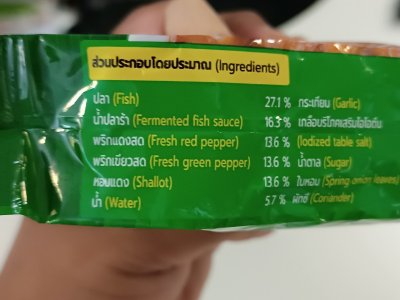 ส่วนประกอบโดยประมาณ (Ingredients)
ปลา (Fish) 27.1 % กระเทียม (Garlic)
น้ำปลาร้า (Fermented fish sauce) 16.3 % เกลือบริโภคเสริมไอโอดีน
พริกแดงสด (Fresh red pepper) 13.6 % (Iodized table salt)
พริกเขียวสด (Fresh green pepper) 13.6 % น้ำตาล (Sugar)
หอมแดง (Shallot) 13.6 % ใบหอม (Spring onion leaves)
น้ำ (Water) 5.7 % ผักชี (Coriander)